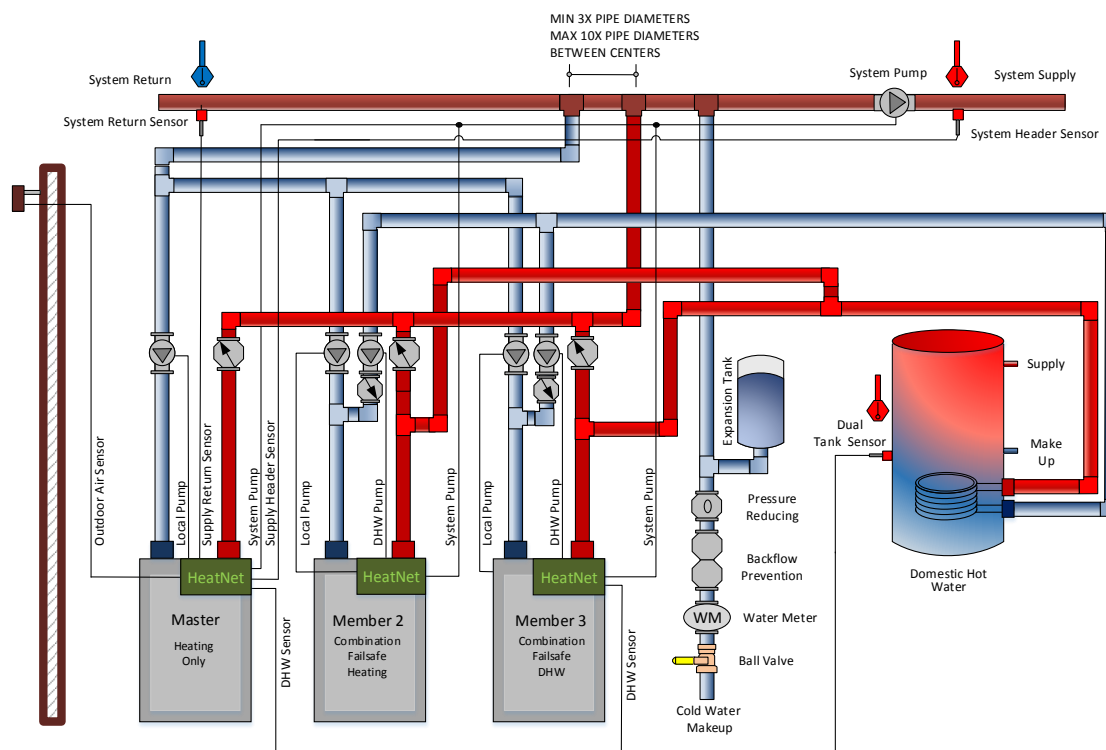 MIN 3X PIPE DIAMETERS
MAX 10X PIPE DIAMETERS
BETWEEN CENTERS
System Return
System Pump
System Supply
System Return Sensor
System Header Sensor
Outdoor Air Sensor
Local Pump
Supply Return Sensor
System Pump
Supply Header Sensor
Local Pump
DHW Pump
System Pump
Local Pump
DHW Pump
System Pump
Expansion Tank
Supply
Dual
Tank Sensor
Make
Up
0
Pressure
Reducing
Backflow
Prevention
Domestic Hot
Water
HeatNet
HeatNet
HeatNet
Master
Heating
Only
DHW Sensor
Member 2
Combination
Failsafe
Heating
Member 3
Combination
Failsafe
DHW
DHW Sensor
WM
Water Meter
Ball Valve
Cold Water
Makeup